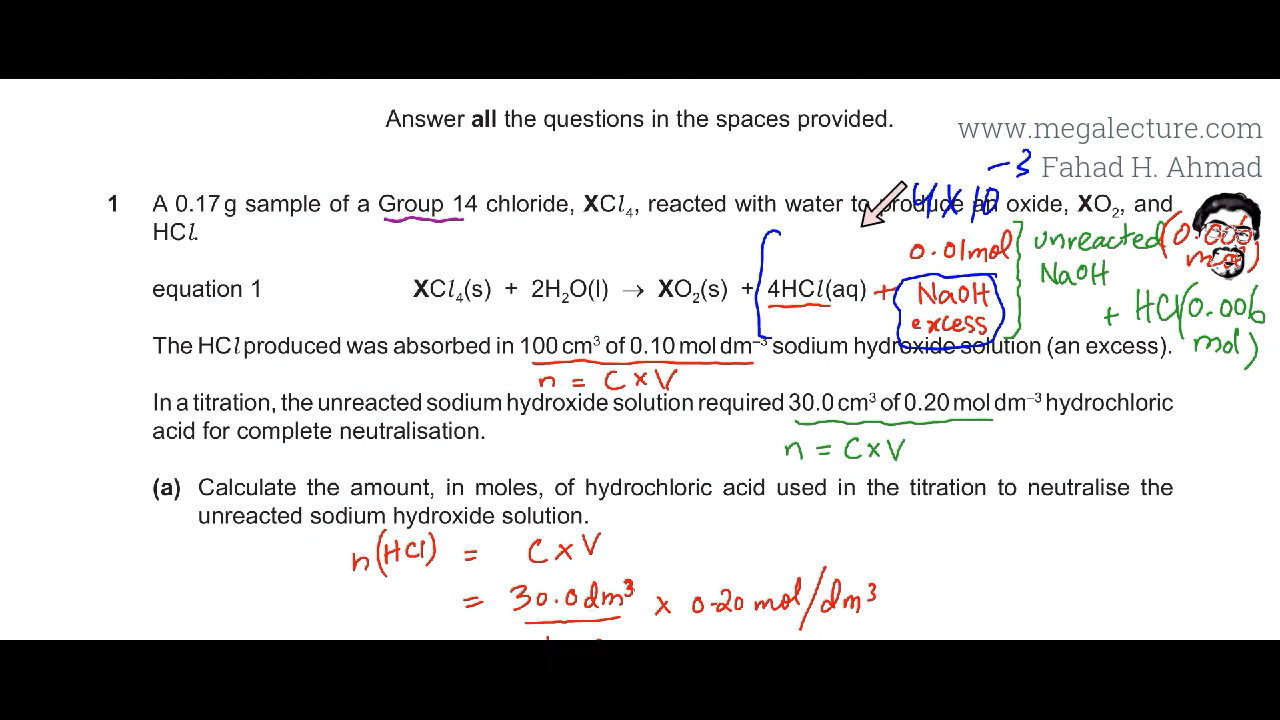 Answer all the questions in the spaces provided.
www.megalecture.com
Fahad H. Ahmad
4 x 10⁻³
1 A 0.17 g sample of a Group 14 chloride, XCl₄, reacted with water to produce an oxide, XO₂, and
HCl.
0.01mol
unreacted (0.006
mol)
NaOH
equation 1 XCl₄(s) + 2H₂O(l) → XO₂(s) + 4HCl(aq) + NaOH
excess
+ HCl(0.006
mol)
The HCl produced was absorbed in 100 cm³ of 0.10 mol dm⁻³ sodium hydroxide solution (an excess).
n = C x V
In a titration, the unreacted sodium hydroxide solution required 30.0 cm³ of 0.20 mol dm⁻³ hydrochloric
acid for complete neutralisation.
n = C x V
(a) Calculate the amount, in moles, of hydrochloric acid used in the titration to neutralise the
unreacted sodium hydroxide solution.
n(HCl) = C x V
= 30.0 dm³ x 0.20 mol/dm³